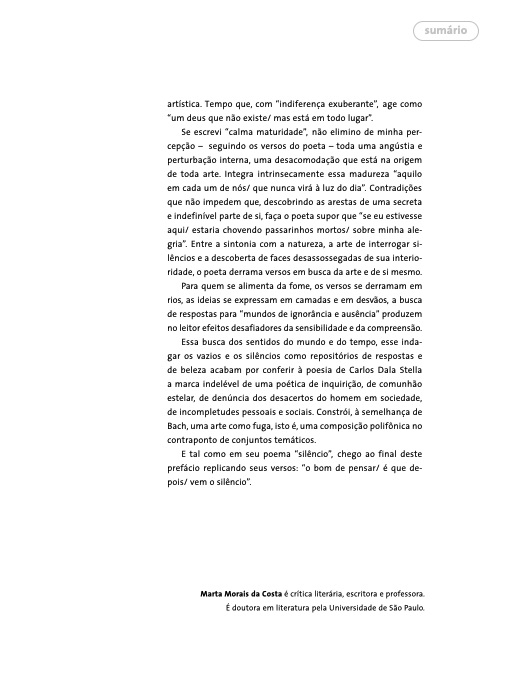 sumário
artística. Tempo que, com “indiferença exuberante”, age como
“um deus que não existe/ mas está em todo lugar”.
Se escrevi “calma maturidade”, não elimino de minha per-
cepção – seguindo os versos do poeta – toda uma angústia e
perturbação interna, uma desacomodação que está na origem
de toda arte. Integra intrinsecamente essa madureza “aquilo
em cada um de nós/ que nunca virá à luz do dia”. Contradições
que não impedem que, descobrindo as arestas de uma secreta
e indefinível parte de si, faça o poeta supor que “se eu estivesse
aqui/ estaria chovendo passarinhos mortos/ sobre minha ale-
gria”. Entre a sintonia com a natureza, a arte de interrogar si-
lêncios e a descoberta de faces desassossegadas de sua interio-
ridade, o poeta derrama versos em busca da arte e de si mesmo.
Para quem se alimenta da fome, os versos se derramam em
rios, as ideias se expressam em camadas e em desvãos, a busca
de respostas para “mundos de ignorância e ausência” produzem
no leitor efeitos desafiadores da sensibilidade e da compreensão.
Essa busca dos sentidos do mundo e do tempo, esse inda-
gar os vazios e os silêncios como repositórios de respostas e
de beleza acabam por conferir à poesia de Carlos Dala Stella
a marca indelével de uma poética de inquirição, de comunhão
estelar, de denúncia dos desacertos do homem em sociedade,
de incompletudes pessoais e sociais. Constrói, à semelhança de
Bach, uma arte como fuga, isto é, uma composição polifônica no
contraponto de conjuntos temáticos.
E tal como em seu poema “silêncio”, chego ao final deste
prefácio replicando seus versos: “o bom de pensar/ é que de-
pois/ vem o silêncio”.
Marta Morais da Costa é crítica literária, escritora e professora.
É doutora em literatura pela Universidade de São Paulo.